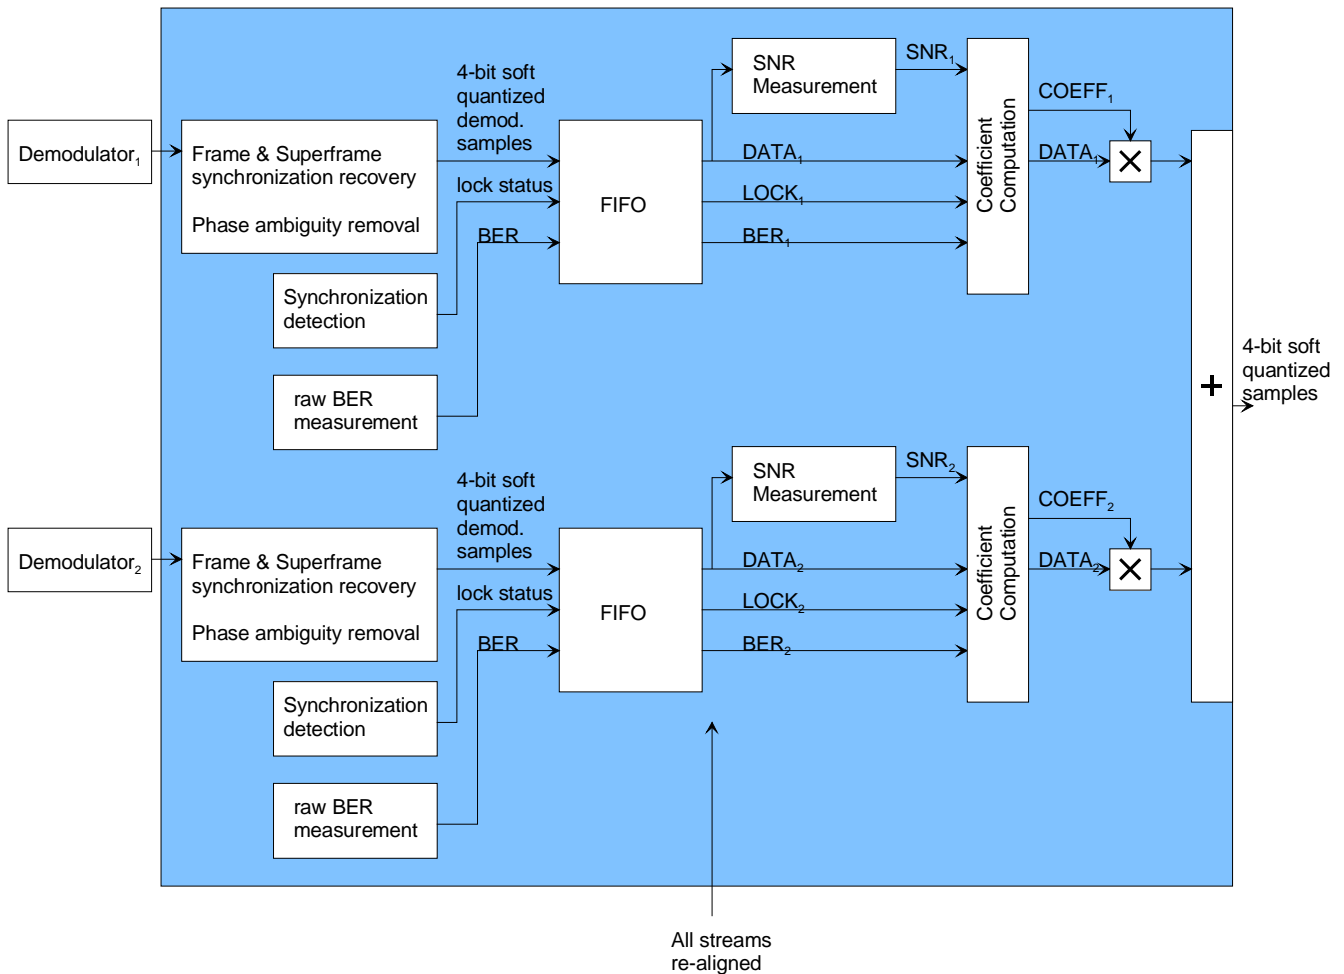 4-bit soft
quantized
demod.
samples
SNR
Measurement
SNR1
COEFF1
Demodulator1
Frame & Superframe
synchronization recovery
Phase ambiguity removal
lock status
BER
FIFO
DATA1
LOCK1
BER1
Coefficient
Computation
DATA1
×
Synchronization
detection
raw BER
measurement
+
4-bit soft
quantized
samples
4-bit soft
quantized
demod.
samples
SNR
Measurement
SNR2
COEFF2
Demodulator2
Frame & Superframe
synchronization recovery
Phase ambiguity removal
lock status
BER
FIFO
DATA2
LOCK2
BER2
Coefficient
Computation
DATA2
×
Synchronization
detection
raw BER
measurement
All streams
re-aligned